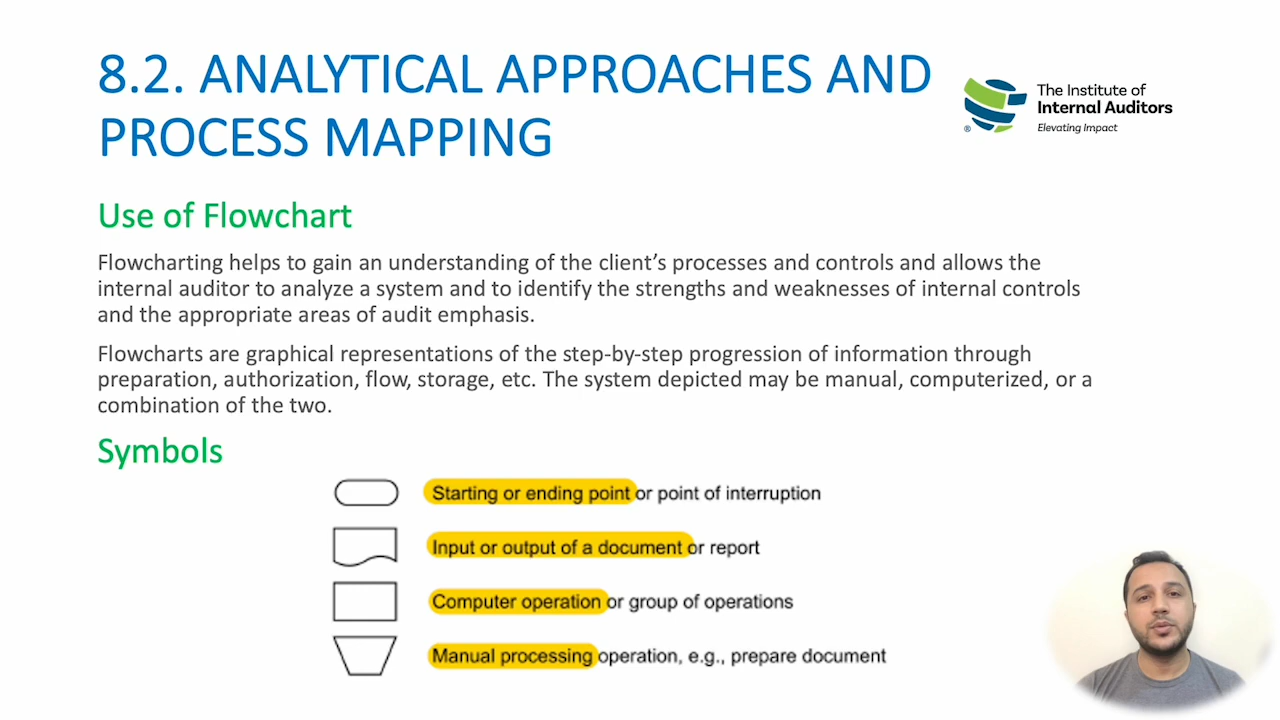 8.2. ANALYTICAL APPROACHES AND
PROCESS MAPPING
®
The Institute of
Internal Auditors
Elevating Impact
Use of Flowchart
Flowcharting helps to gain an understanding of the client’s processes and controls and allows the
internal auditor to analyze a system and to identify the strengths and weaknesses of internal controls
and the appropriate areas of audit emphasis.
Flowcharts are graphical representations of the step-by-step progression of information through
preparation, authorization, flow, storage, etc. The system depicted may be manual, computerized, or a
combination of the two.
Symbols
Starting or ending point or point of interruption
Input or output of a document or report
Computer operation or group of operations
Manual processing operation, e.g., prepare document